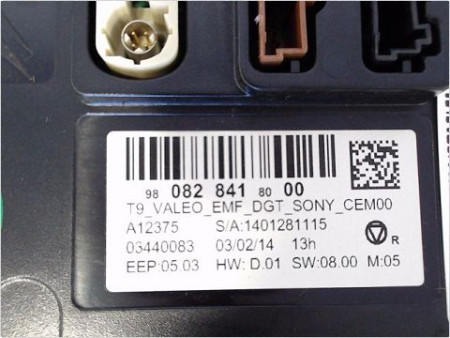 98 082 841 80 00
T9_VALEO_EMF_DGT_SONY_CEM00
A12375 S/A:1401281115
03440083 03/02/14 13h R
EEP:05.03 HW: D.01 SW:08.00 M:05